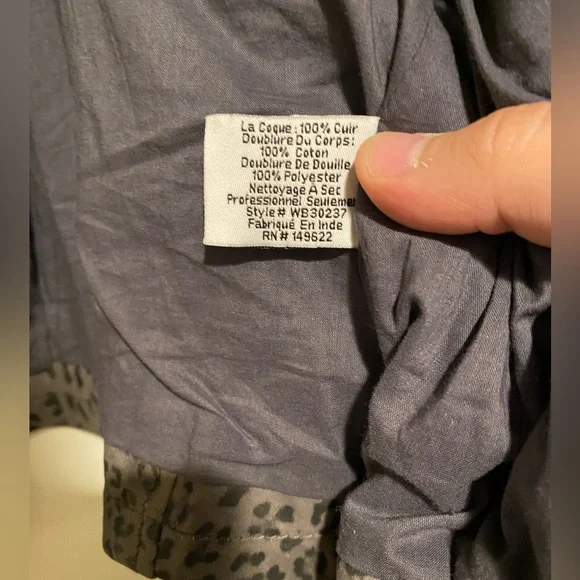 La Coque: 100% Cuir
Doublure Du Corps:
100% Coton
Doublure De Douille
100% Polyester
Nettoyage À Sec
Professionnel
Style# WB30237
Fabriqué En Inde
RN# 149622